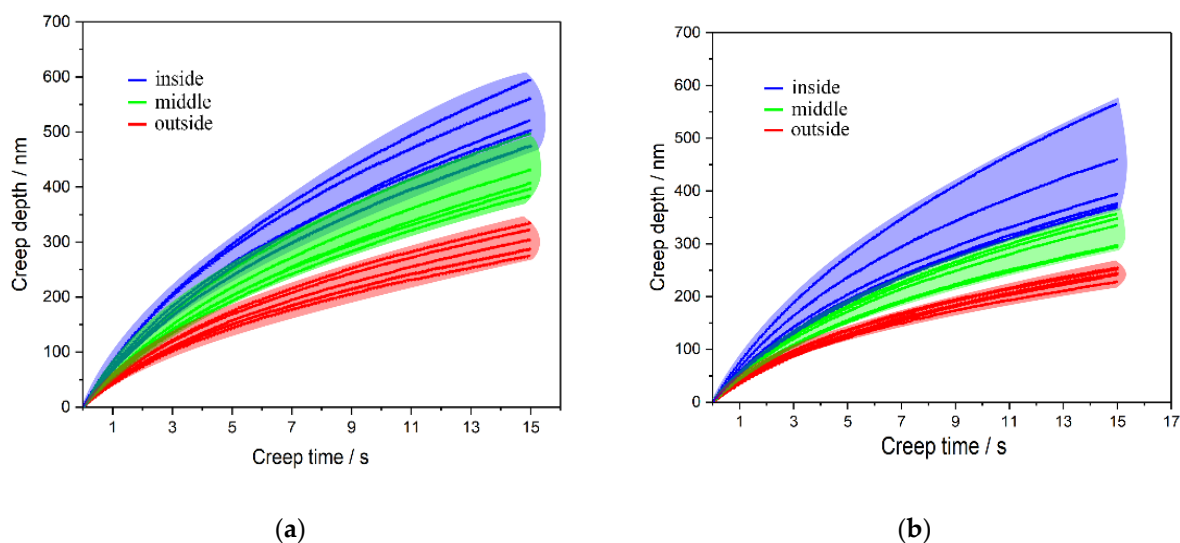 700
600
500
400
300
200
100
0
Creep depth / nm
inside
middle
outside
1 3 5 7 9 11 13 15
Creep time / s
(a)
700
600
500
400
300
200
100
0
Creep depth / nm
inside
middle
outside
1 3 5 7 9 11 13 15 17
Creep time / s
(b)